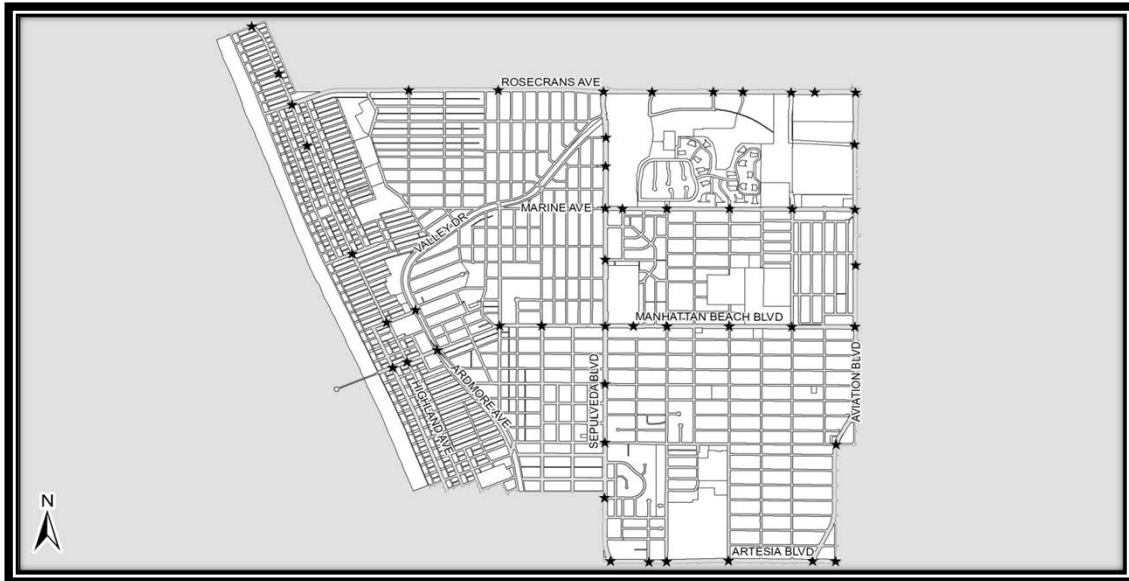 ROSECRANS AVE
MARINE AVE
VALLEY DR
MANHATTAN BEACH BLVD
SEPULVEDA BLVD
AVIATION BLVD
ARDMORE AVE
HIGHLAND AVE
N
ARTESIA BLVD